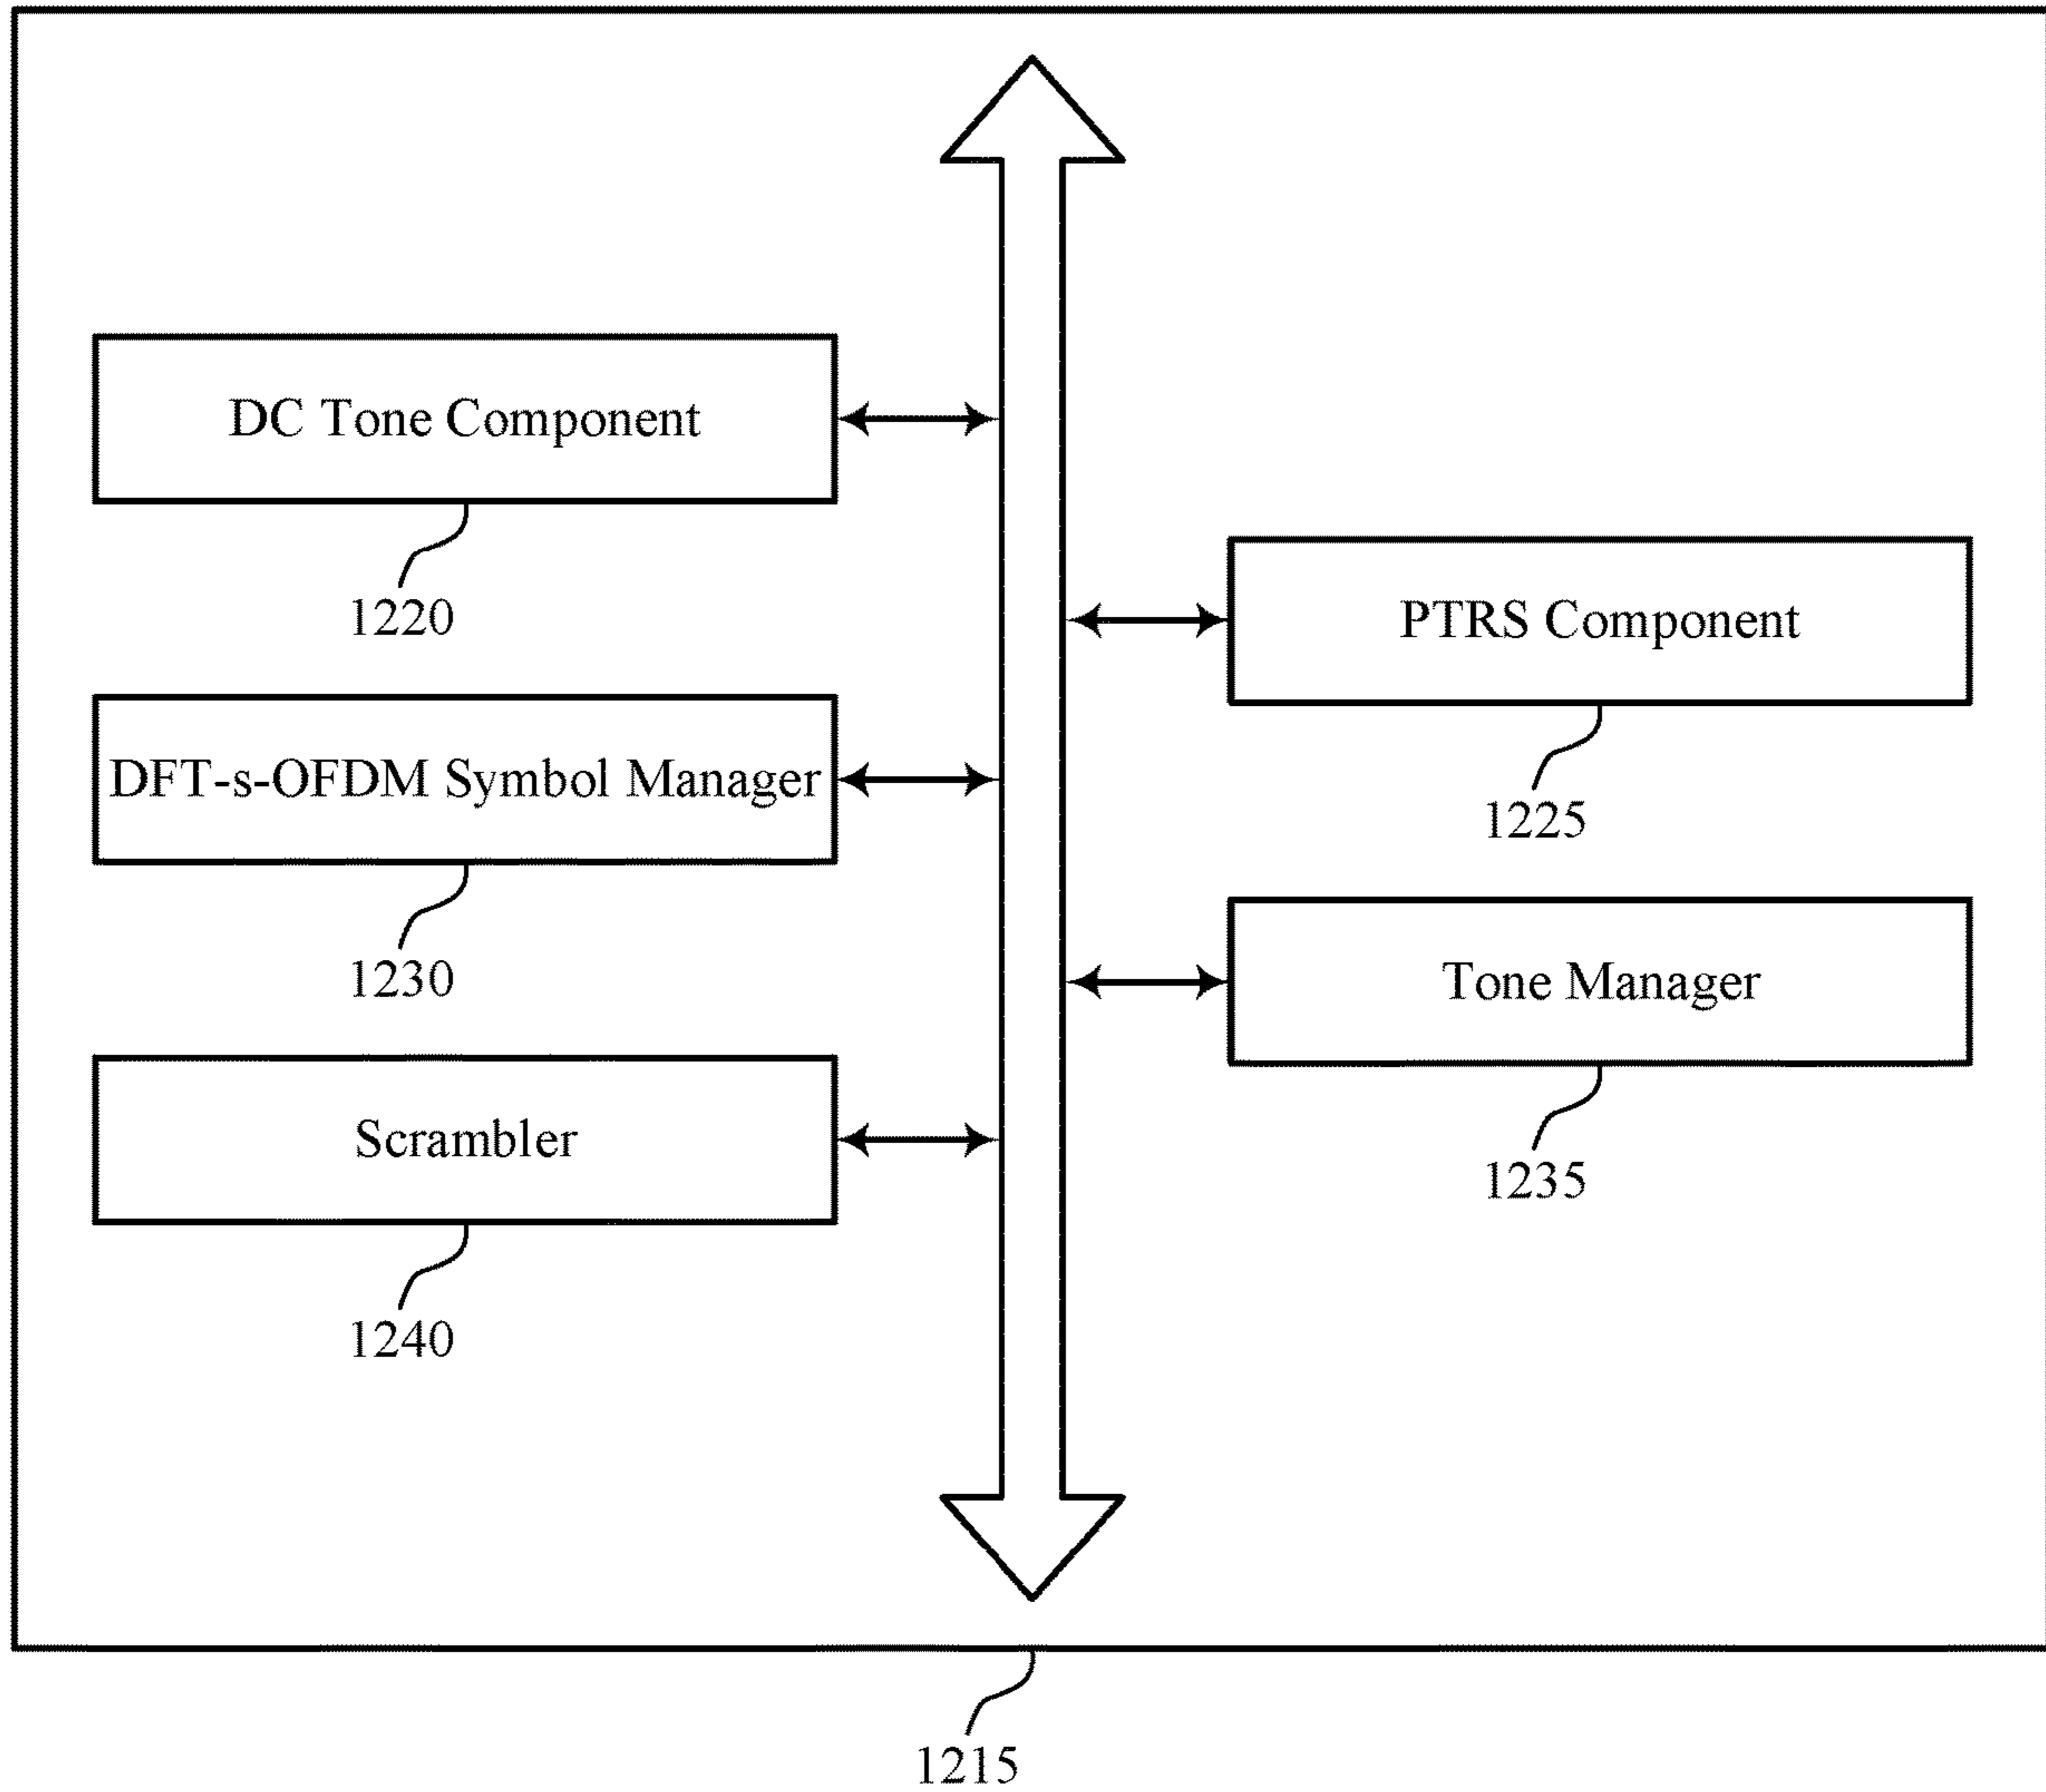 DC Tone Component
1220
PTRS Component
1225
DFT-s-OFDM Symbol Manager
1230
Tone Manager
1235
Scrambler
1240
1215